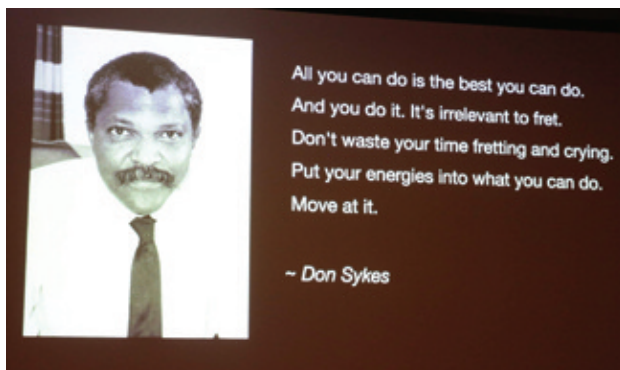 All you can do is the best you can do.
And you do it. It's irrelevant to fret.
Don't waste your time fretting and crying.
Put your energies into what you can do.
Move at it.
~ Don Sykes